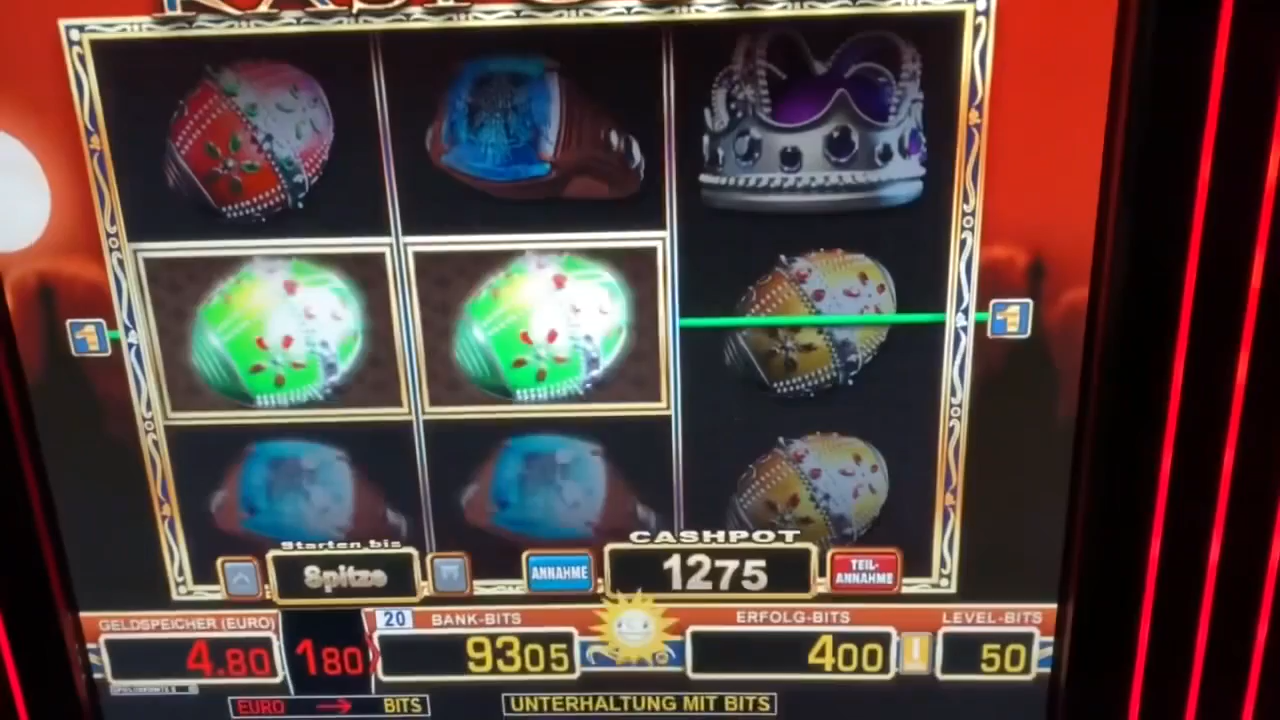 1
1
Starten bis
CASHPOT
Spitze
ANNAHME
1275
TEIL-
ANNAHME
GELDSPEICHER (EURO)
20
BANK-BITS
ERFOLG-BITS
LEVEL-BITS
4.80
180
9305
400
50
EURO
BITS
UNTERHALTUNG MIT BITS